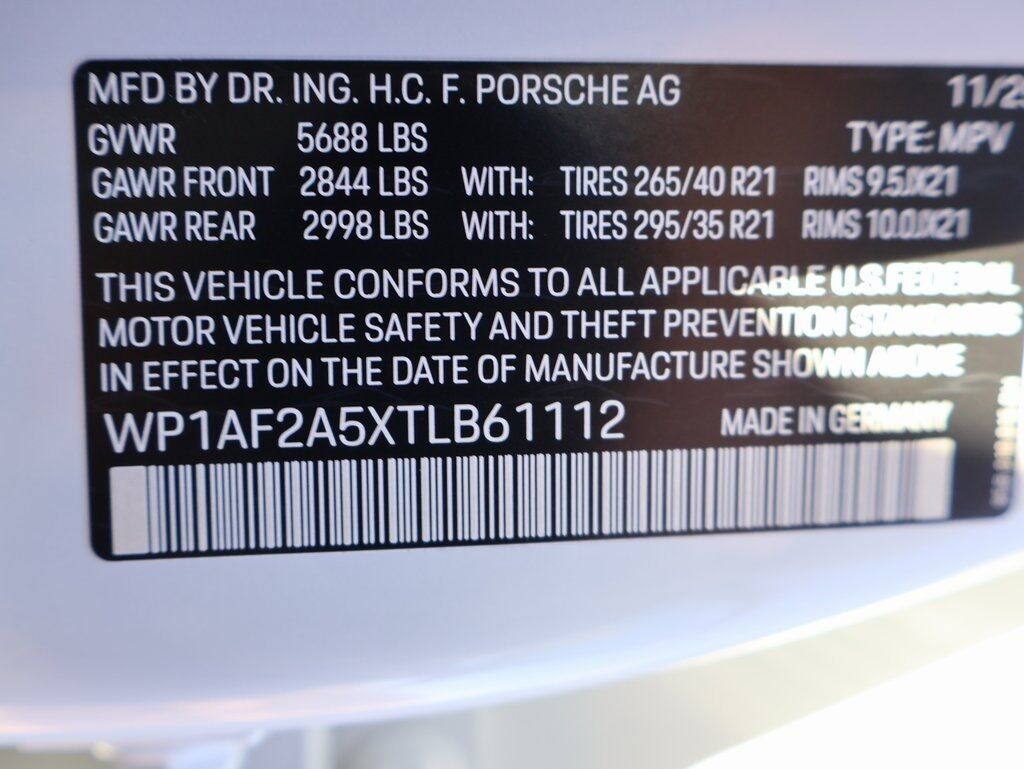 MFD BY DR. ING. H.C. F. PORSCHE AG 11/25
GVWR 5688 LBS TYPE: MPV
GAWR FRONT 2844 LBS WITH: TIRES 265/40 R21 RIMS 9.5JX21
GAWR REAR 2998 LBS WITH: TIRES 295/35 R21 RIMS 10.0JX21
THIS VEHICLE CONFORMS TO ALL APPLICABLE U.S.FEDERAL
MOTOR VEHICLE SAFETY AND THEFT PREVENTION STANDARDS
IN EFFECT ON THE DATE OF MANUFACTURE SHOWN ABOVE
WP1AF2A5XTLB61112 MADE IN GERMANY